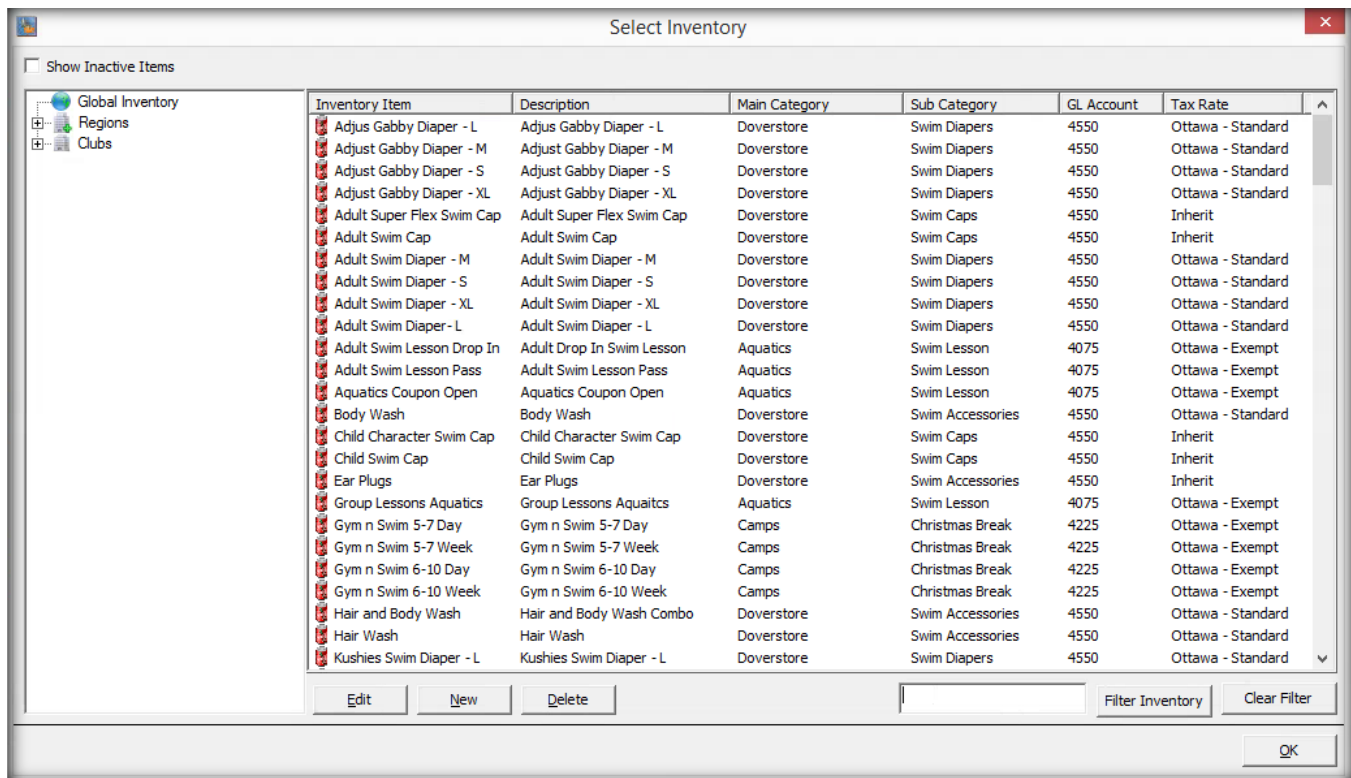 Select Inventory
Show Inactive Items
Global Inventory
Regions
Clubs
Inventory Item Description Main Category Sub Category GL Account Tax Rate
Adjus Gabby Diaper - L Adjus Gabby Diaper - L Doverstore Swim Diapers 4550 Ottawa - Standard
Adjust Gabby Diaper - M Adjust Gabby Diaper - M Doverstore Swim Diapers 4550 Ottawa - Standard
Adjust Gabby Diaper - S Adjust Gabby Diaper - S Doverstore Swim Diapers 4550 Ottawa - Standard
Adjust Gabby Diaper - XL Adjust Gabby Diaper - XL Doverstore Swim Diapers 4550 Ottawa - Standard
Adult Super Flex Swim Cap Adult Super Flex Swim Cap Doverstore Swim Caps 4550 Inherit
Adult Swim Cap Adult Swim Cap Doverstore Swim Caps 4550 Inherit
Adult Swim Diaper - M Adult Swim Diaper - M Doverstore Swim Diapers 4550 Ottawa - Standard
Adult Swim Diaper - S Adult Swim Diaper - S Doverstore Swim Diapers 4550 Ottawa - Standard
Adult Swim Diaper - XL Adult Swim Diaper - XL Doverstore Swim Diapers 4550 Ottawa - Standard
Adult Swim Diaper- L Adult Swim Diaper - L Doverstore Swim Diapers 4550 Ottawa - Standard
Adult Swim Lesson Drop In Adult Drop In Swim Lesson Aquatics Swim Lesson 4075 Ottawa - Exempt
Adult Swim Lesson Pass Adult Swim Lesson Pass Aquatics Swim Lesson 4075 Ottawa - Exempt
Aquatics Coupon Open Aquatics Coupon Open Aquatics Swim Lesson 4075 Ottawa - Exempt
Body Wash Body Wash Doverstore Swim Accessories 4550 Ottawa - Standard
Child Character Swim Cap Child Character Swim Cap Doverstore Swim Caps 4550 Inherit
Child Swim Cap Child Swim Cap Doverstore Swim Caps 4550 Inherit
Ear Plugs Ear Plugs Doverstore Swim Accessories 4550 Inherit
Group Lessons Aquatics Group Lessons Aquaitcs Aquatics Swim Lesson 4075 Ottawa - Exempt
Gym n Swim 5-7 Day Gym n Swim 5-7 Day Camps Christmas Break 4225 Ottawa - Exempt
Gym n Swim 5-7 Week Gym n Swim 5-7 Week Camps Christmas Break 4225 Ottawa - Exempt
Gym n Swim 6-10 Day Gym n Swim 6-10 Day Camps Christmas Break 4225 Ottawa - Exempt
Gym n Swim 6-10 Week Gym n Swim 6-10 Week Camps Christmas Break 4225 Ottawa - Exempt
Hair and Body Wash Hair and Body Wash Combo Doverstore Swim Accessories 4550 Ottawa - Standard
Hair Wash Hair Wash Doverstore Swim Accessories 4550 Ottawa - Standard
Kushies Swim Diaper - L Kushies Swim Diaper - L Doverstore Swim Diapers 4550 Ottawa - Standard
Edit New Delete Filter Inventory Clear Filter
OK